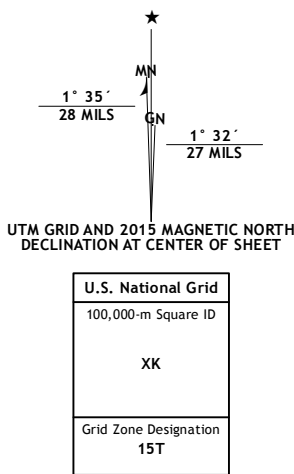 ★
MN
1° 35´
28 MILS
GN
1° 32´
27 MILS
UTM GRID AND 2015 MAGNETIC NORTH
DECLINATION AT CENTER OF SHEET
U.S. National Grid
100,000-m Square ID
XK
Grid Zone Designation
15T